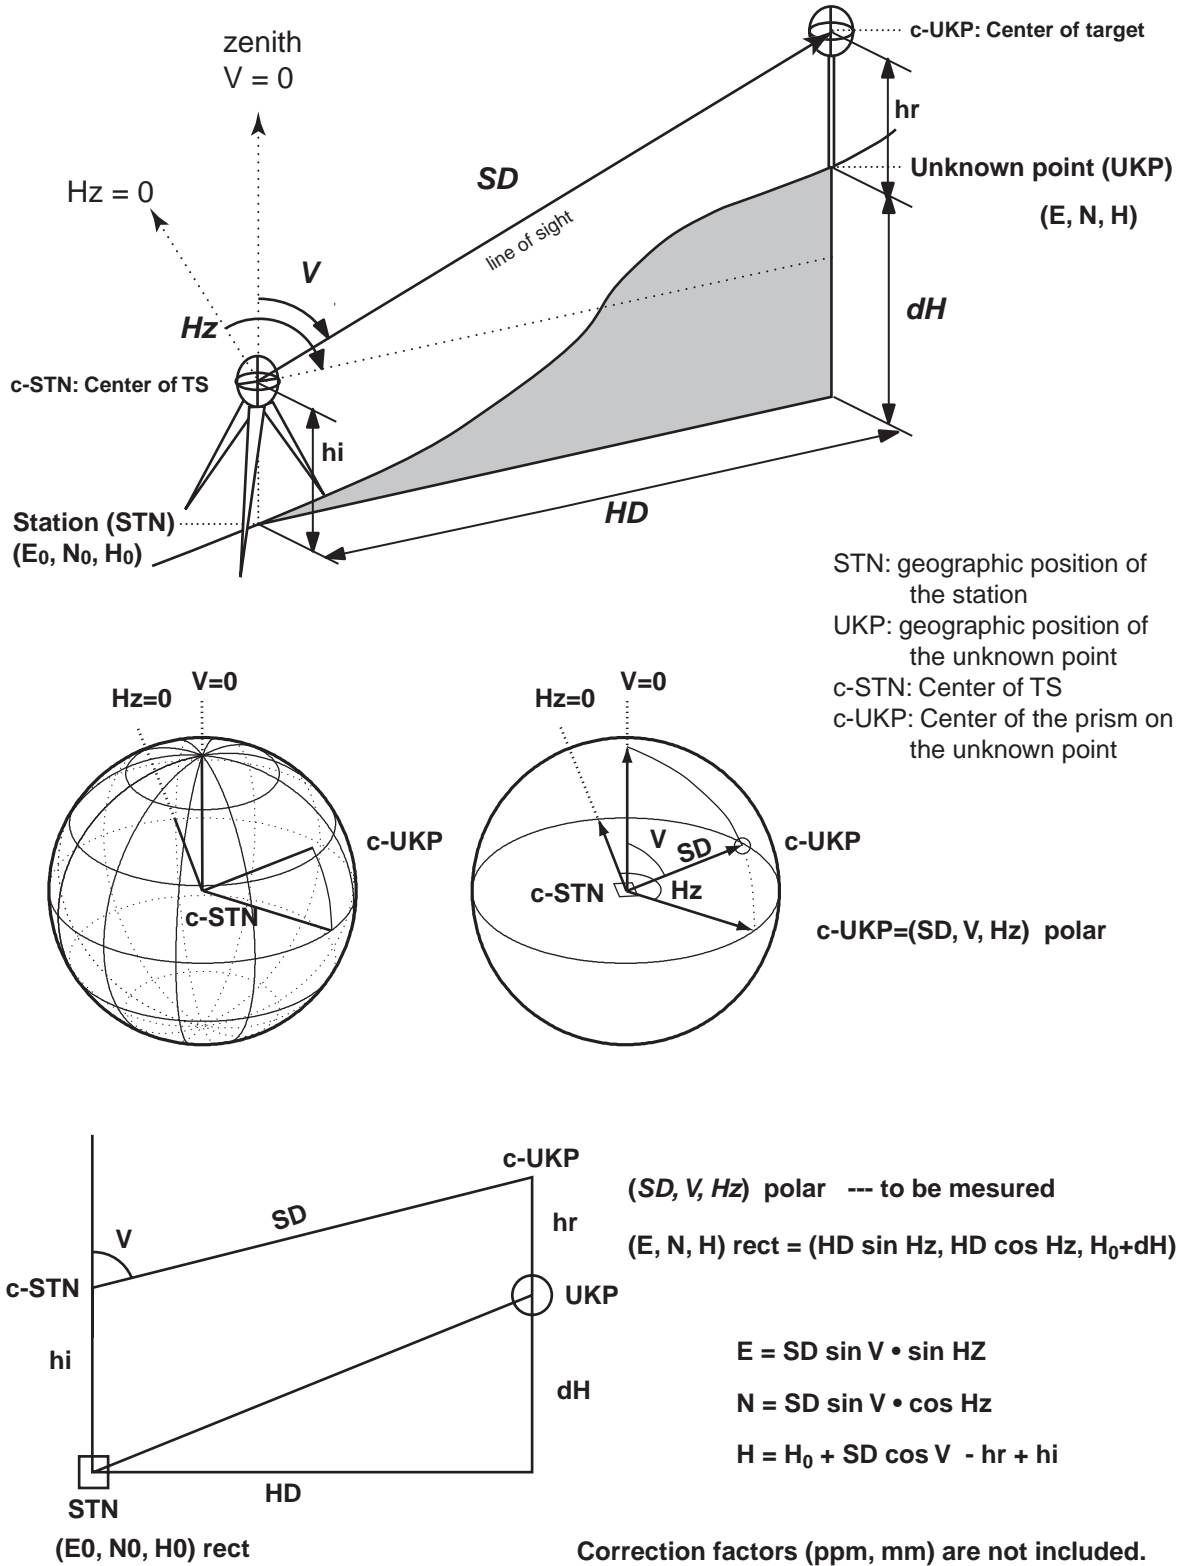 c-UKP: Center of target
zenith
V = 0
hr
SD
Unknown point (UKP)
Hz = 0
(E, N, H)
line of sight
V
dH
Hz
c-STN: Center of TS
hi
HD
Station (STN)
(E0, N0, H0)
STN: geographic position of
the station
UKP: geographic position of
the unknown point
c-STN: Center of TS
c-UKP: Center of the prism on
the unknown point
Hz=0
V=0
c-UKP
c-STN
Hz=0
V=0
V
SD
c-UKP
c-STN
Hz
c-UKP=(SD, V, Hz) polar
c-UKP
SD
hr
V
c-STN
UKP
hi
dH
HD
STN
(E0, N0, H0) rect
(SD, V, Hz) polar --- to be mesured
(E, N, H) rect = (HD sin Hz, HD cos Hz, H0+dH)
E = SD sin V • sin HZ
N = SD sin V • cos Hz
H = H0 + SD cos V - hr + hi
Correction factors (ppm, mm) are not included.